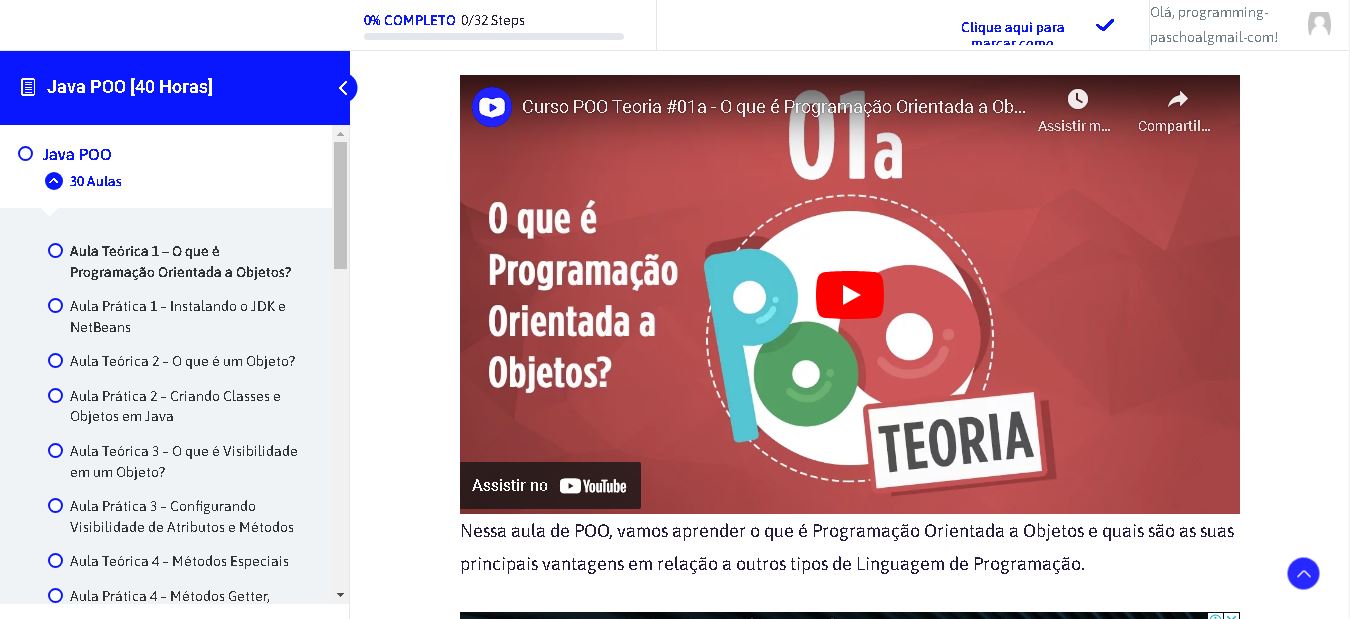 0% COMPLETO 0/32 Steps
Clique aqui para
marcar como
Olá, programming-
paschoalgmail-com!
Java POO [40 Horas]
Java POO
30 Aulas
Aula Teórica 1 – O que é
Programação Orientada a Objetos?
Aula Prática 1 – Instalando o JDK e
NetBeans
Aula Teórica 2 – O que é um Objeto?
Aula Prática 2 – Criando Classes e
Objetos em Java
Aula Teórica 3 – O que é Visibilidade
em um Objeto?
Aula Prática 3 – Configurando
Visibilidade de Atributos e Métodos
Aula Teórica 4 – Métodos Especiais
Aula Prática 4 – Métodos Getter,
Curso POO Teoria #01a - O que é Programação Orientada a Ob...
Assistir m...
Compartil...
01a
O que é
Programação
Orientada a
Objetos?
POO
TEORIA
Assistir no YouTube
Nessa aula de POO, vamos aprender o que é Programação Orientada a Objetos e quais são as suas
principais vantagens em relação a outros tipos de Linguagem de Programação.